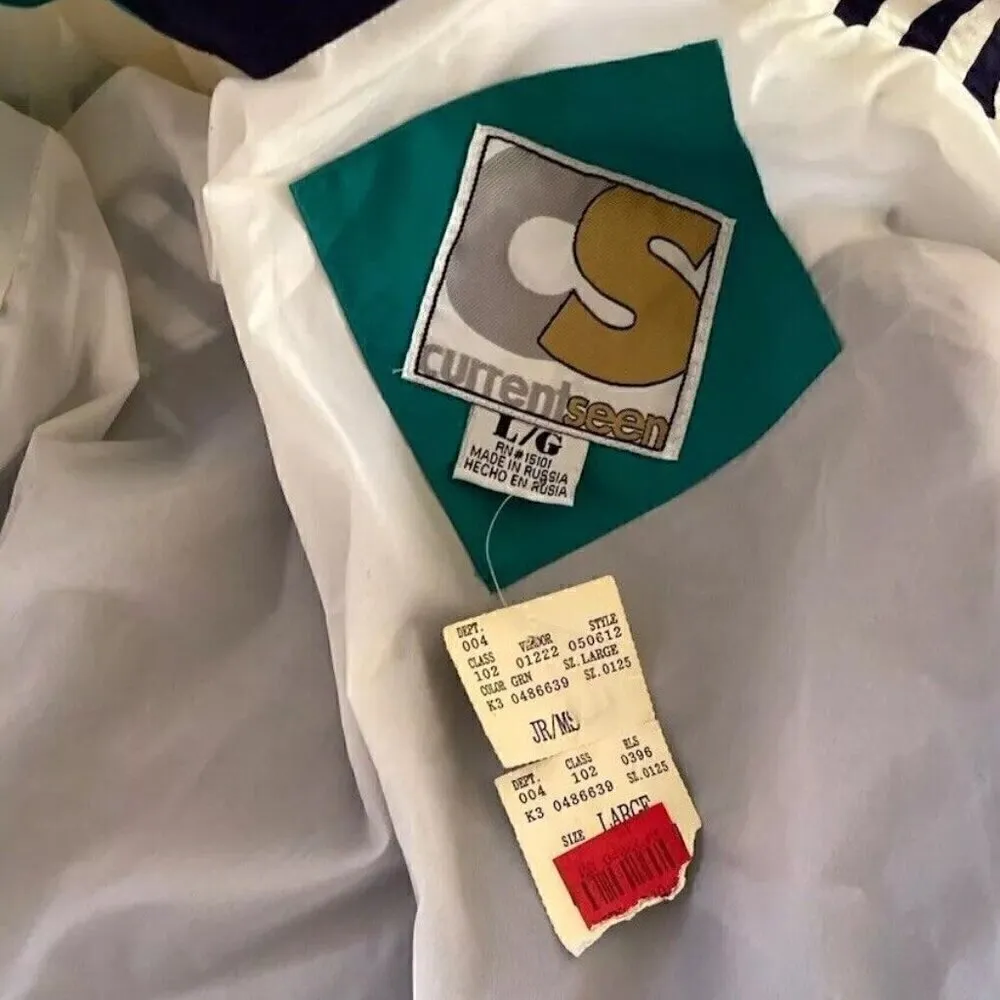 CS
currentseen
L/G
RN#15101
MADE IN RUSSIA
HECHO EN RUSIA
DEPT. VENDOR STYLE
004 01222 050612
CLASS SZ.LARGE
102
COLOR GRN SZ.0125
K3 0486639
JR/MS
DEPT. CLASS RLS
004 102 0396
K3 0486639 SZ.0125
SIZE LARGE